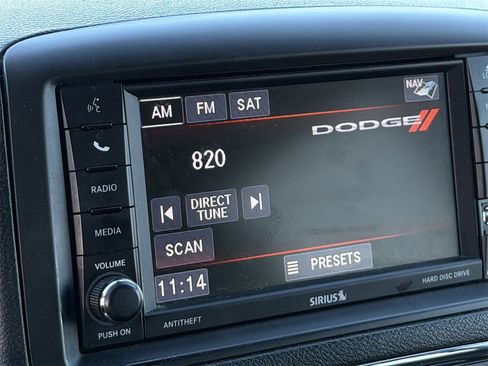 NAV
AM FM SAT
DODGE
820
DIRECT
TUNE
SCAN
PRESETS
11:14
RADIO
MEDIA
VOLUME
PUSH ON
ANTITHEFT
SIRIUS
HARD DISC DRIVE